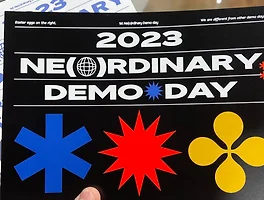 Easter eggs on the right. 1st Ne(o)rdinary Demo day We are different from other demo day
2023
NE( )RDINARY
DEMO DAY